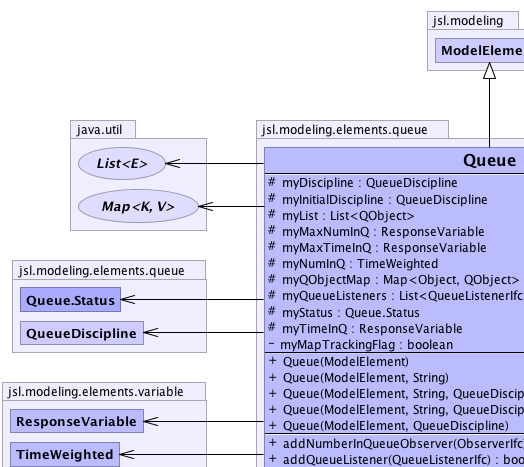 jsl.modeling
ModelEleme
java.util
List<E>
Map<K, V>
jsl.modeling.elements.queue
Queue
# myDiscipline : QueueDiscipline
# myInitialDiscipline : QueueDiscipline
# myList : List<QObject>
# myMaxNumInQ : ResponseVariable
# myMaxTimeInQ : ResponseVariable
# myNumInQ : TimeWeighted
# myQObjectMap : Map<Object, QObject>
# myQueueListeners : List<QueueListenerIfc
# myStatus : Queue.Status
# myTimeInQ : ResponseVariable
− myMapTrackingFlag : boolean
+ Queue(ModelElement)
+ Queue(ModelElement, String)
+ Queue(ModelElement, String, QueueDiscip
+ Queue(ModelElement, String, QueueDiscip
+ Queue(ModelElement, QueueDiscipline)
+ addNumberInQueueObserver(ObserverIfc)
+ addQueueListener(QueueListenerIfc) : boo
jsl.modeling.elements.queue
Queue.Status
QueueDiscipline
jsl.modeling.elements.variable
ResponseVariable
TimeWeighted